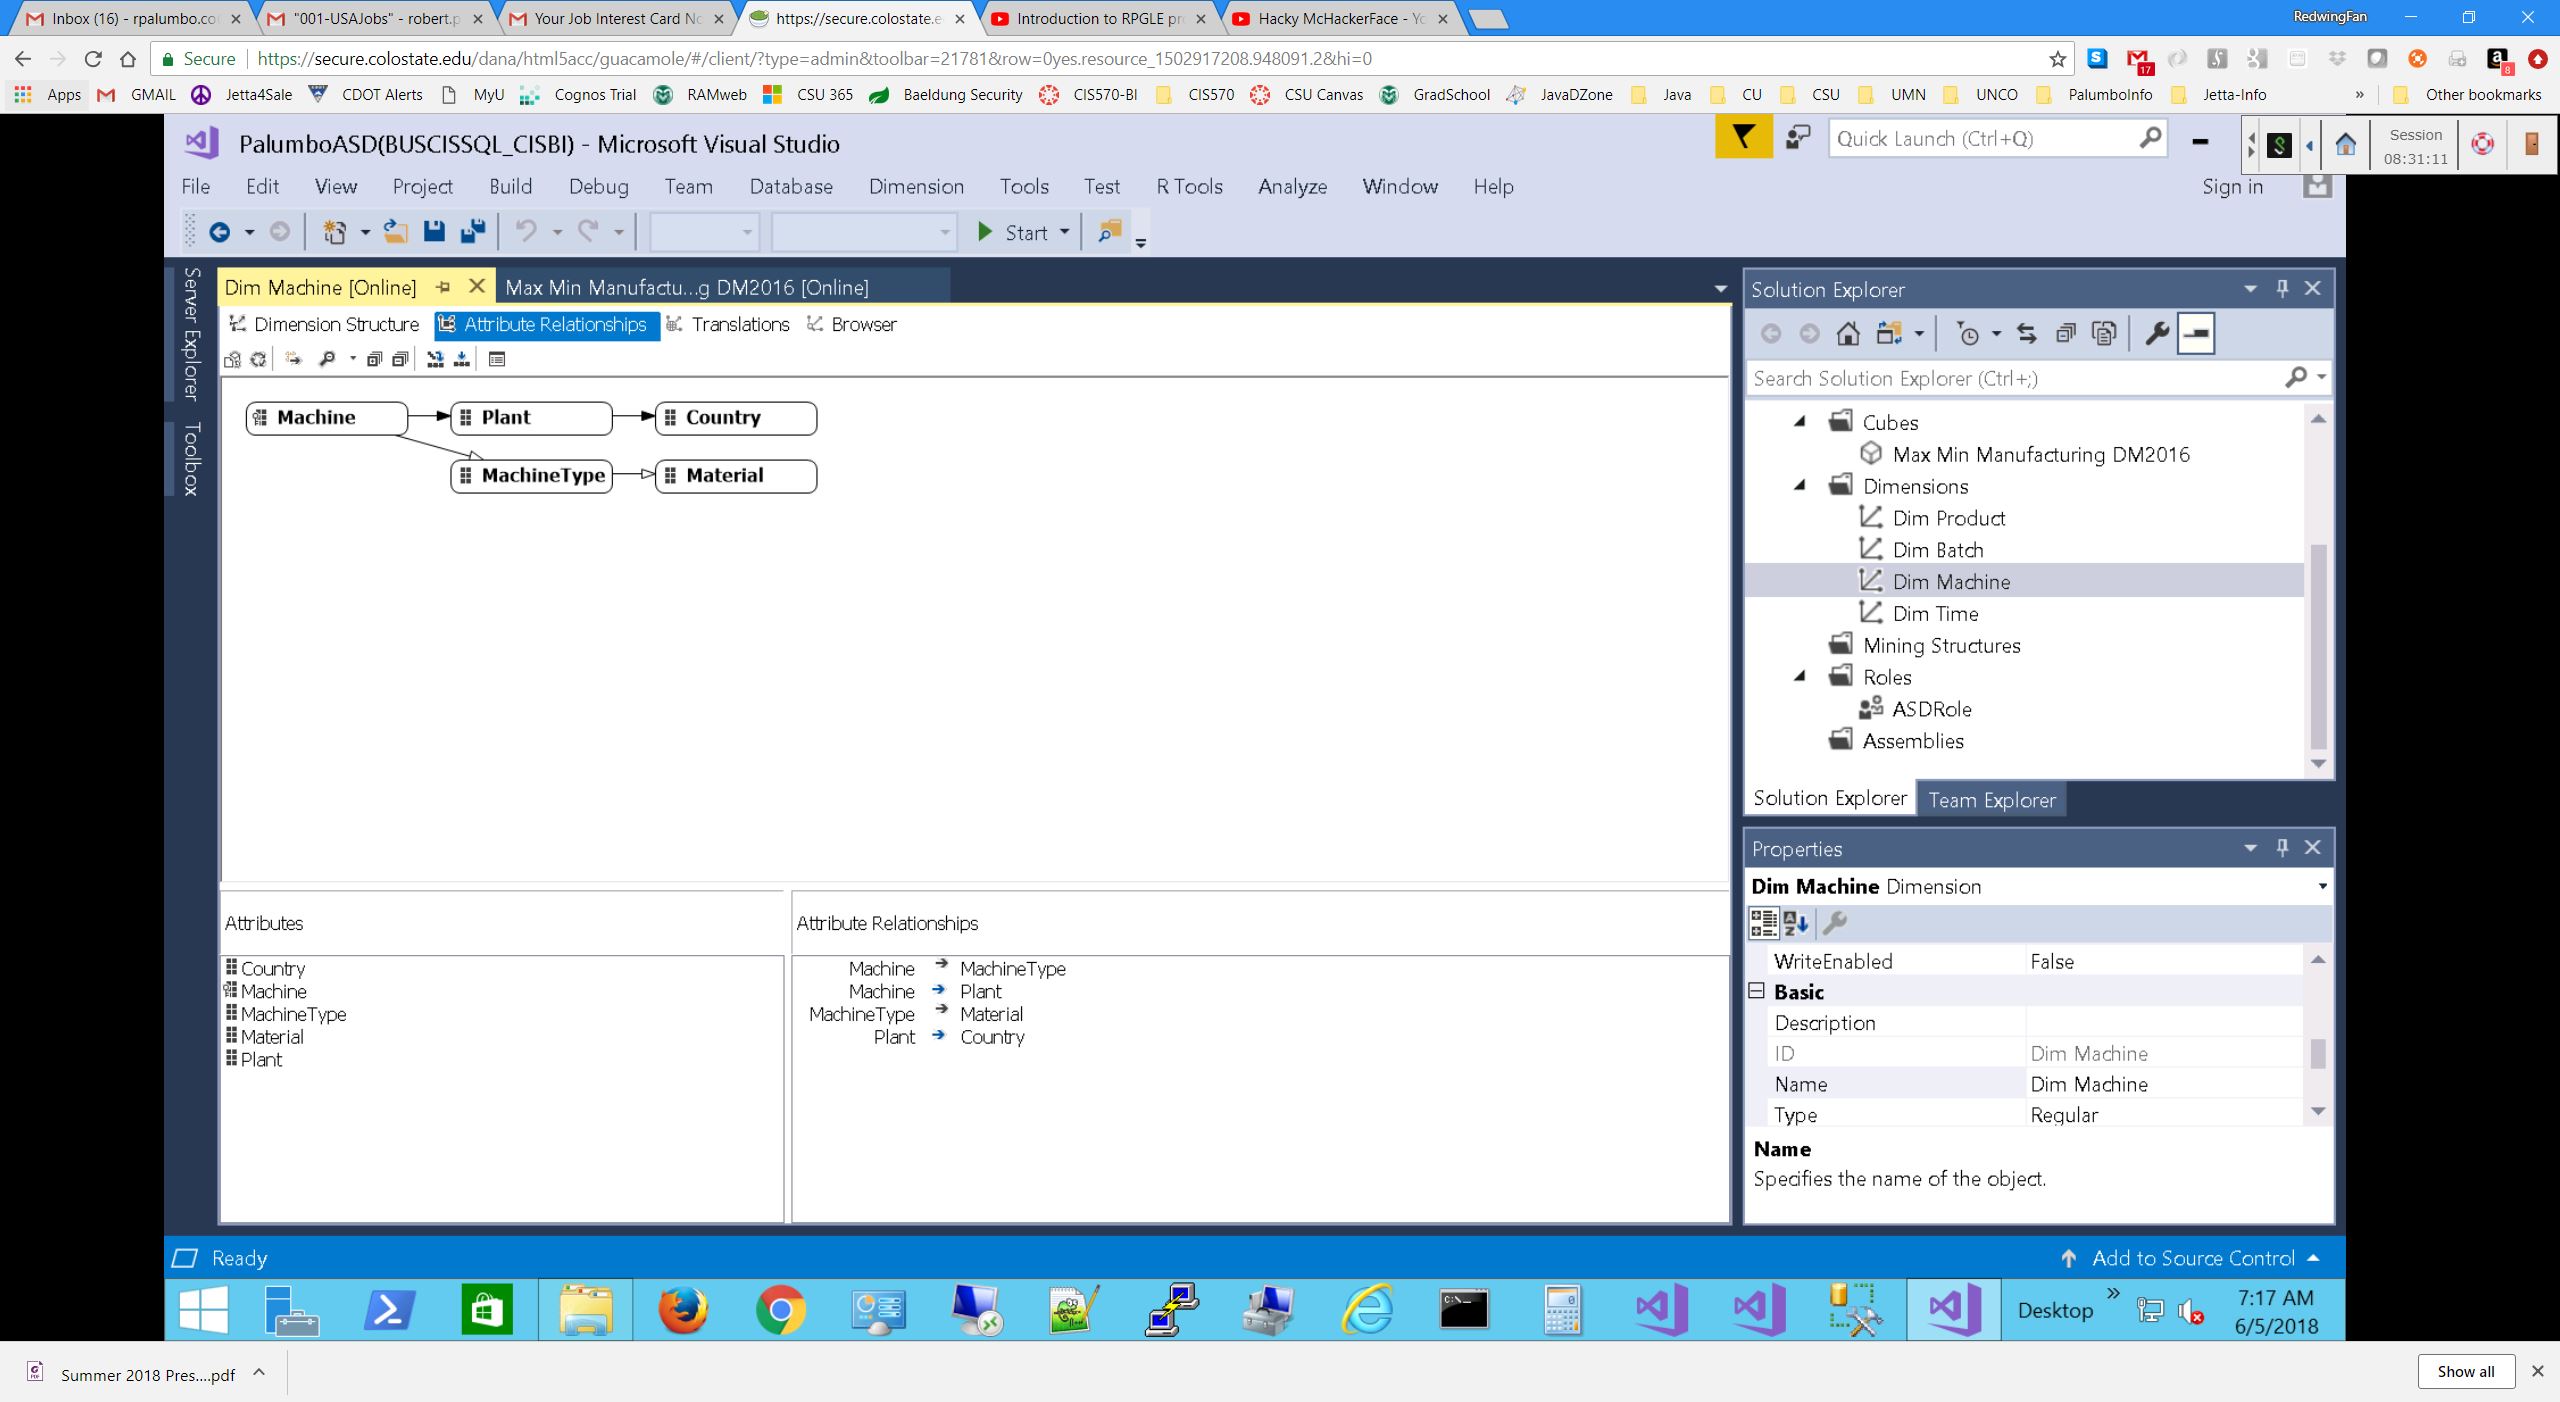 Inbox (16) - rpalumbo.co
"001-USAJobs" - robert.p
Your Job Interest Card No
https://secure.colostate.e
Introduction to RPGLE pr
Hacky McHackerFace - Yo
RedwingFan
Secure
https://secure.colostate.edu/dana/html5acc/guacamole/#/client/?type=admin&toolbar=21781&row=0yes.resource_1502917208.948091.2&hi=0
17
8
Apps
GMAIL
Jetta4Sale
CDOT Alerts
MyU
Cognos Trial
RAMweb
CSU 365
Baeldung Security
CIS570-BI
CIS570
CSU Canvas
GradSchool
JavaDZone
Java
CU
CSU
UMN
UNCO
PalumboInfo
Jetta-Info
»
Other bookmarks
PalumboASD(BUSCISSQL_CISBI) - Microsoft Visual Studio
Quick Launch (Ctrl+Q)
Session
08:31:11
File Edit View Project Build Debug Team Database Dimension Tools Test R Tools Analyze Window Help
Sign in
Start
Server Explorer
Toolbox
Dim Machine [Online]
Max Min Manufactu...g DM2016 [Online]
Dimension Structure
Attribute Relationships
Translations
Browser
Machine
Plant
Country
MachineType
Material
Attributes
Country
Machine
MachineType
Material
Plant
Attribute Relationships
Machine → MachineType
Machine → Plant
MachineType → Material
Plant → Country
Solution Explorer
Search Solution Explorer (Ctrl+;)
Cubes
Max Min Manufacturing DM2016
Dimensions
Dim Product
Dim Batch
Dim Machine
Dim Time
Mining Structures
Roles
ASDRole
Assemblies
Solution Explorer
Team Explorer
Properties
Dim Machine Dimension
WriteEnabled False
Basic
Description
ID Dim Machine
Name Dim Machine
Type Regular
Name
Specifies the name of the object.
Ready
Add to Source Control
Desktop
»
7:17 AM
6/5/2018
Summer 2018 Pres....pdf
Show all